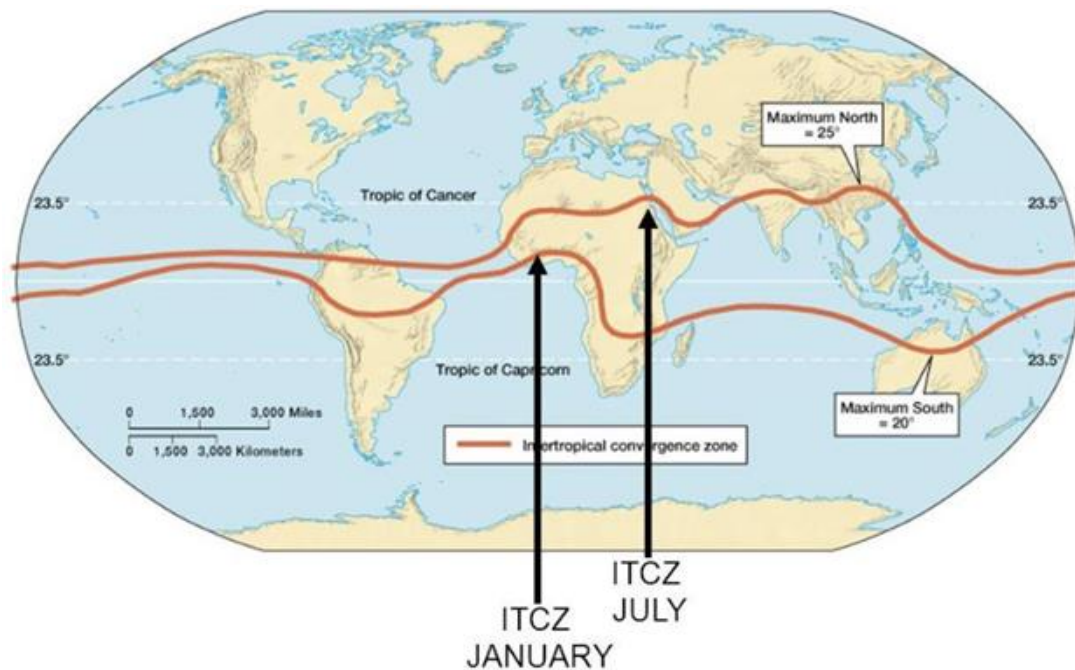 Maximum North
= 25°
23.5°
Tropic of Cancer
23.5°
23.5°
Tropic of Capricorn
23.5°
0 1,500 3,000 Miles
0 1,500 3,000 Kilometers
Maximum South
= 20°
Intertropical convergence zone
ITCZ
JULY
ITCZ
JANUARY